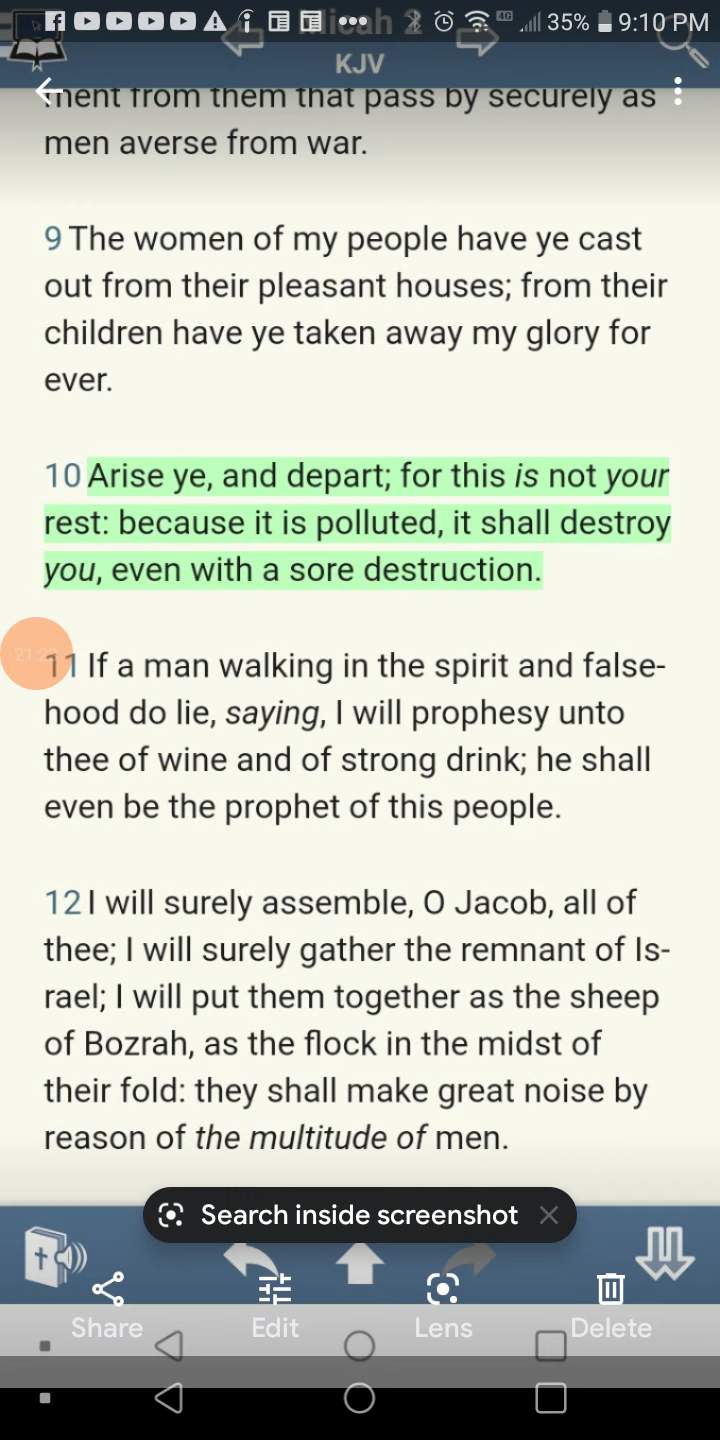 35% 9:10 PM
4G
Micah 2
KJV
ment from them that pass by securely as
men averse from war.
9 The women of my people have ye cast
out from their pleasant houses; from their
children have ye taken away my glory for
ever.
10 Arise ye, and depart; for this is not your
rest: because it is polluted, it shall destroy
you, even with a sore destruction.
11 If a man walking in the spirit and false-
hood do lie, saying, I will prophesy unto
thee of wine and of strong drink; he shall
even be the prophet of this people.
12 I will surely assemble, O Jacob, all of
thee; I will surely gather the remnant of Is-
rael; I will put them together as the sheep
of Bozrah, as the flock in the midst of
their fold: they shall make great noise by
reason of the multitude of men.
Search inside screenshot
Share Edit Lens Delete